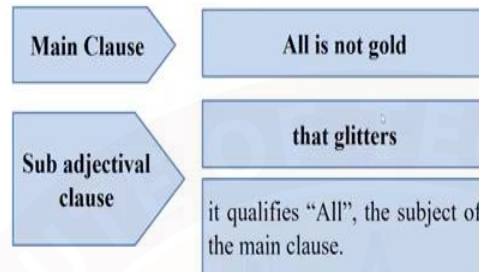 Main Clause
All is not gold
Sub adjectival
clause
that glitters
it qualifies “All”, the subject of
the main clause.